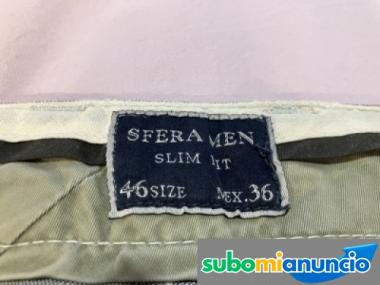 SFERA MEN
SLIM FIT
46 SIZE MEX. 36
subomianuncio